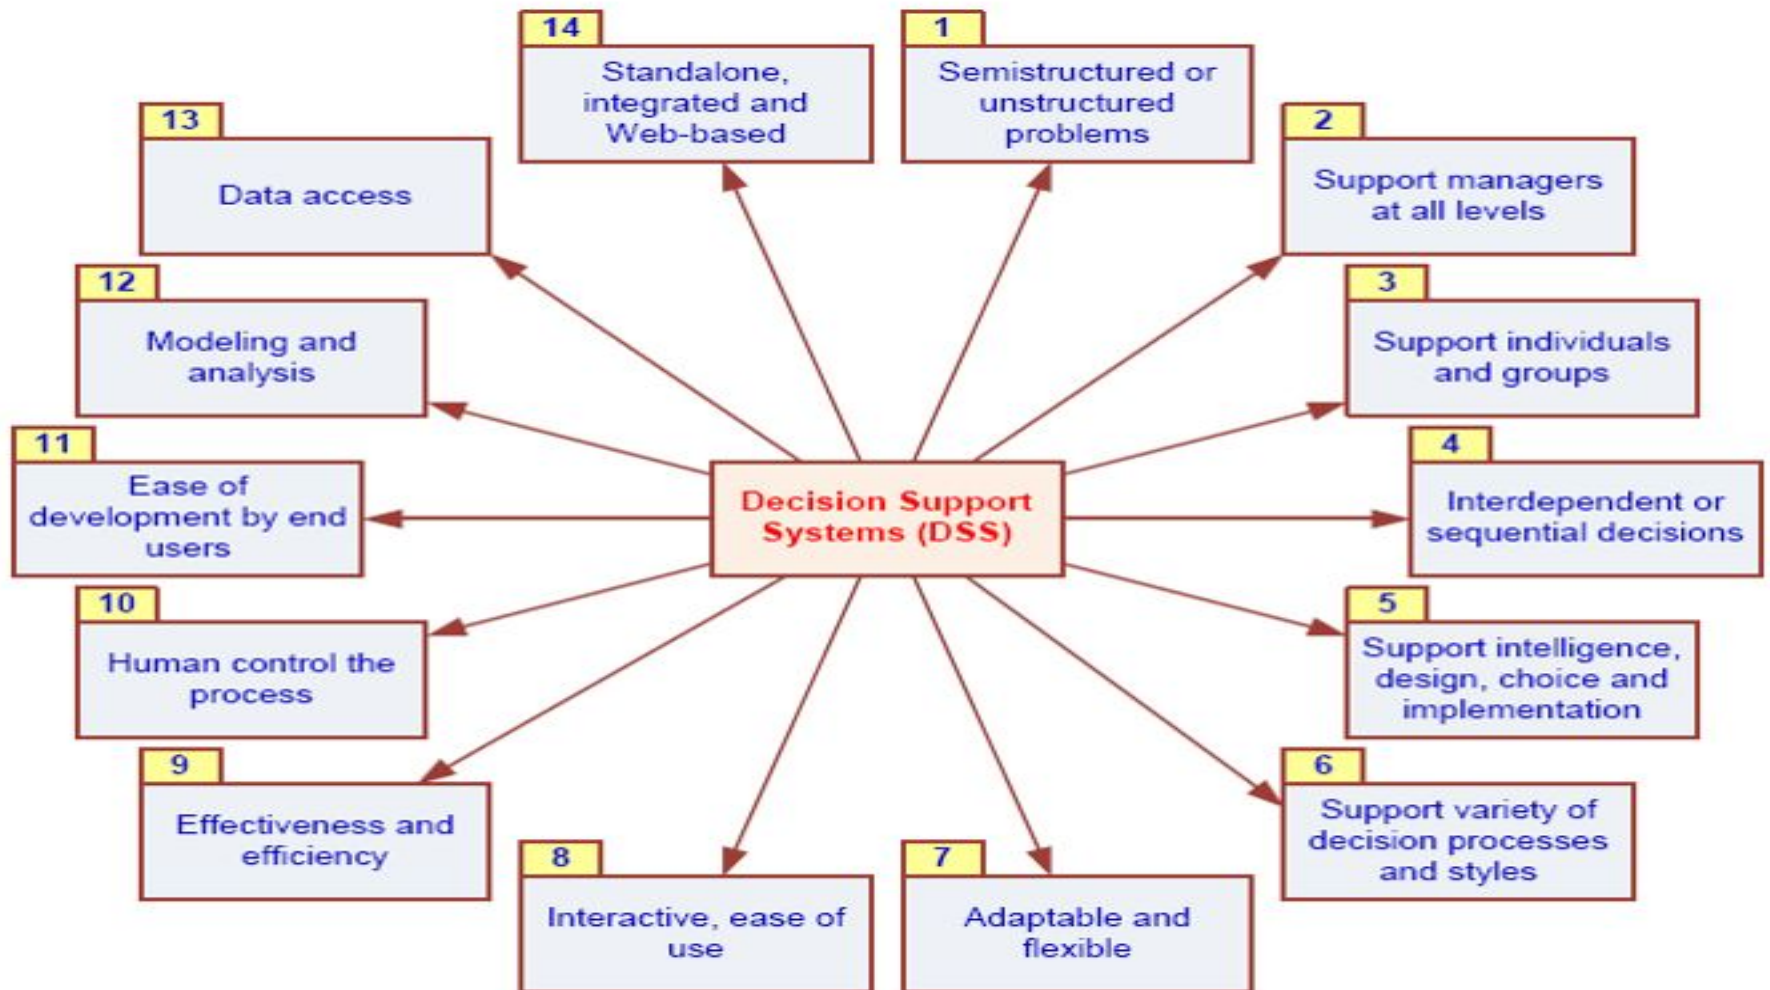 14
Standalone,
integrated and
Web-based
1
Semistructured or
unstructured
problems
13
Data access
2
Support managers
at all levels
12
Modeling and
analysis
3
Support individuals
and groups
11
Ease of
development by end
users
Decision Support
Systems (DSS)
4
Interdependent or
sequential decisions
10
Human control the
process
5
Support intelligence,
design, choice and
implementation
9
Effectiveness and
efficiency
6
Support variety of
decision processes
and styles
8
Interactive, ease of
use
7
Adaptable and
flexible